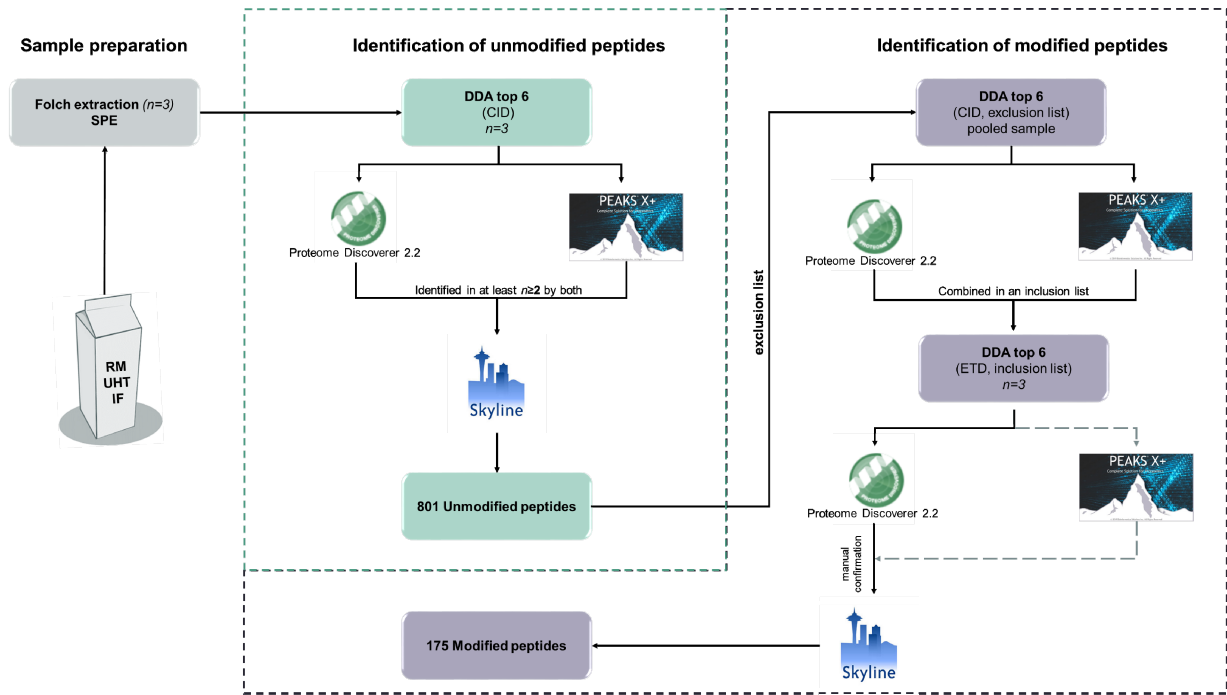 Sample preparation
Folch extraction (n=3)
SPE
RM
UHT
IF
Identification of unmodified peptides
DDA top 6
(CID)
n=3
Proteome Discoverer 2.2
PEAKS X+
Identified in at least n≥2 by both
Skyline
801 Unmodified peptides
exclusion list
Identification of modified peptides
DDA top 6
(CID, exclusion list)
pooled sample
Proteome Discoverer 2.2
PEAKS X+
Combined in an inclusion list
DDA top 6
(ETD, inclusion list)
n=3
Proteome Discoverer 2.2
PEAKS X+
manual
confirmation
Skyline
175 Modified peptides